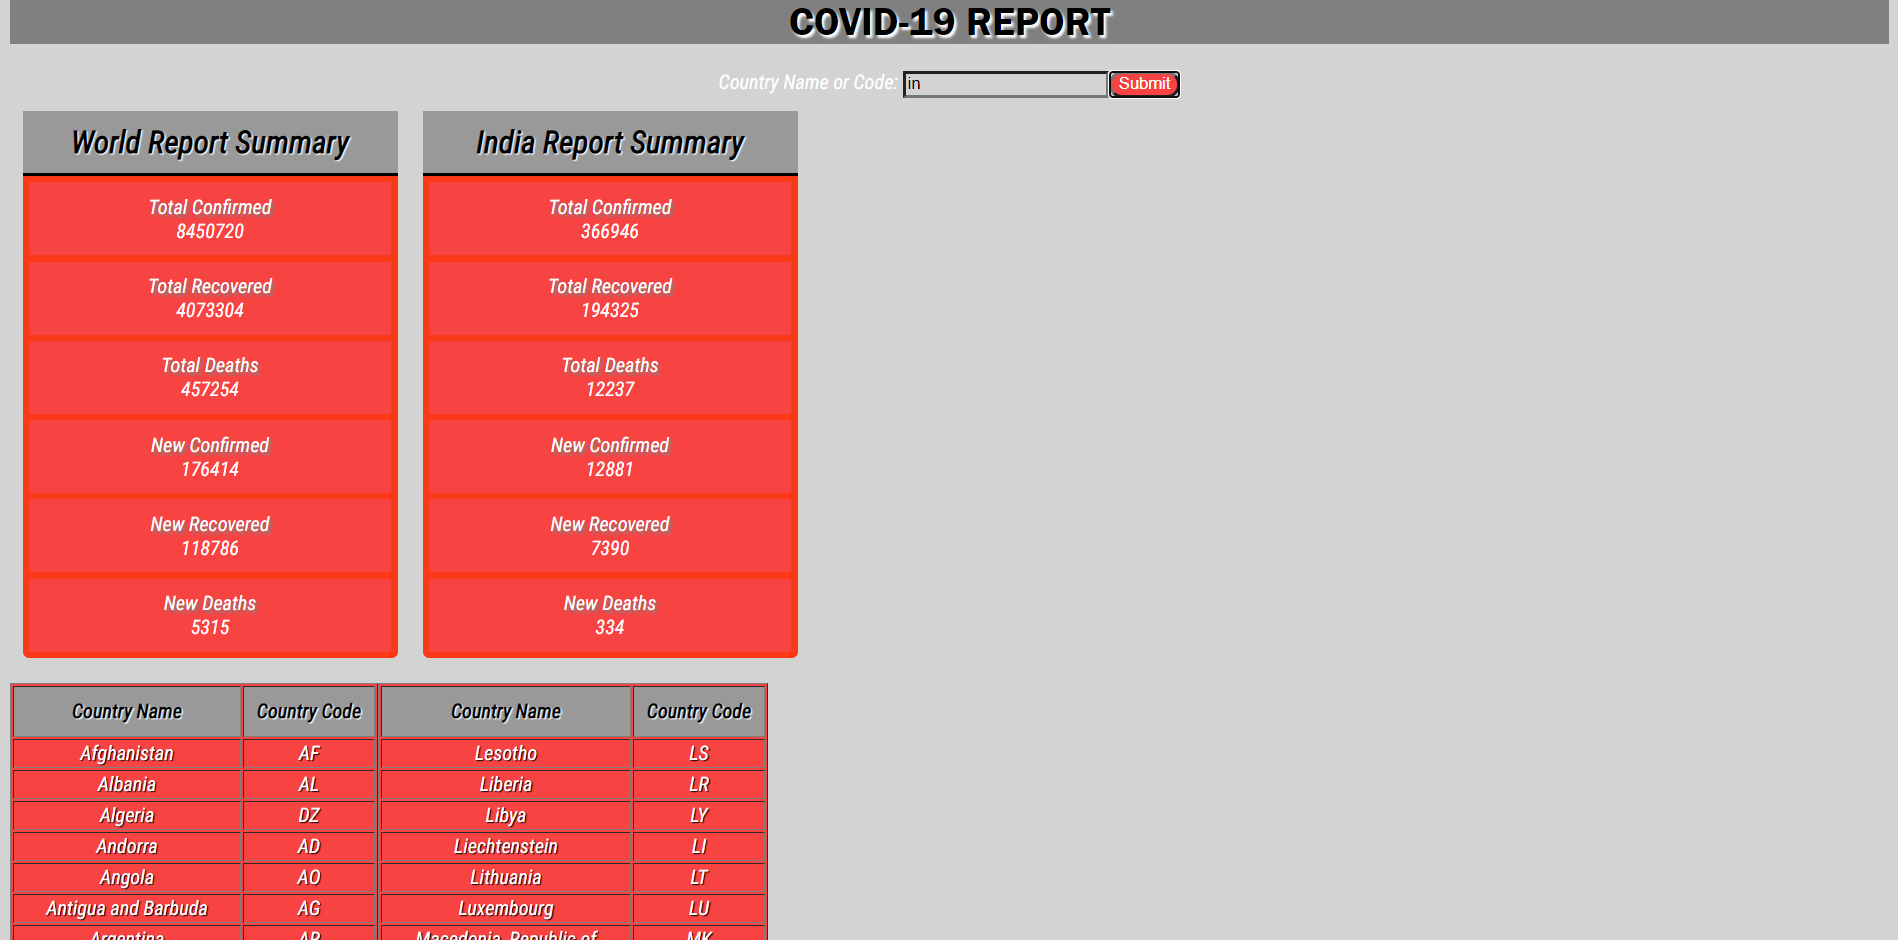 COVID-19 REPORT
Country Name or Code: in Submit
World Report Summary
Total Confirmed
8450720
Total Recovered
4073304
Total Deaths
457254
New Confirmed
176414
New Recovered
118786
New Deaths
5315
India Report Summary
Total Confirmed
366946
Total Recovered
194325
Total Deaths
12237
New Confirmed
12881
New Recovered
7390
New Deaths
334
Country Name Country Code Country Name Country Code
Afghanistan AF Lesotho LS
Albania AL Liberia LR
Algeria DZ Libya LY
Andorra AD Liechtenstein LI
Angola AO Lithuania LT
Antigua and Barbuda AG Luxembourg LU
Argentina AR Macedonia, Republic of MK